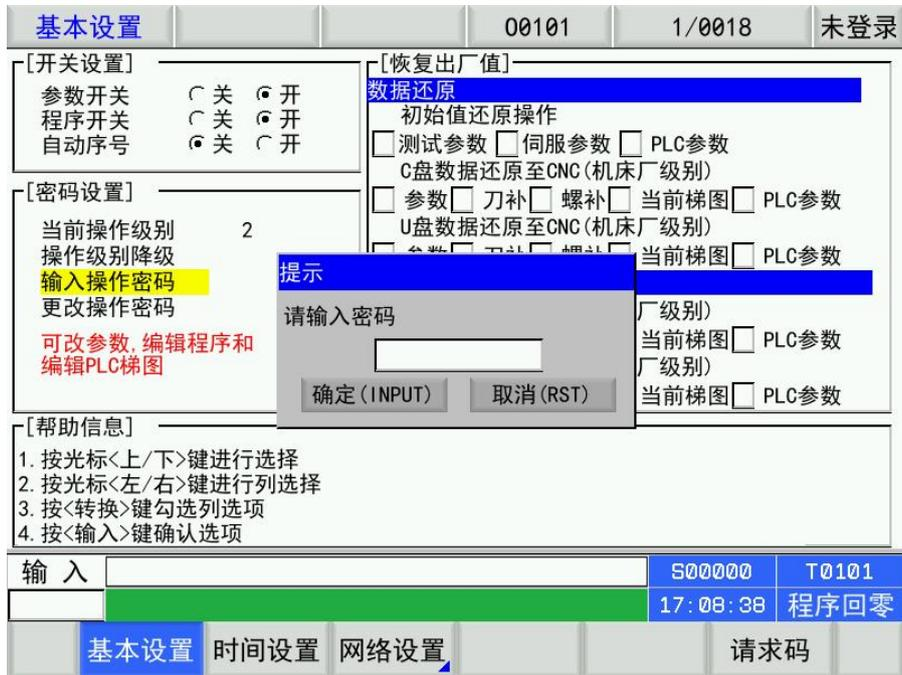 基本设置 O0101 1/0018 未登录
[开关设置]
参数开关 关 开
程序开关 关 开
自动序号 关 开
[密码设置]
当前操作级别 2
操作级别降级
输入操作密码
更改操作密码
可改参数,编辑程序和
编辑PLC梯图
[恢复出厂值]
数据还原
初始值还原操作
测试参数 伺服参数 PLC参数
C盘数据还原至CNC(机床厂级别)
参数 刀补 螺补 当前梯图 PLC参数
U盘数据还原至CNC(机床厂级别)
当前梯图 PLC参数
厂级别)
当前梯图 PLC参数
厂级别)
当前梯图 PLC参数
提示
请输入密码
确定(INPUT) 取消(RST)
[帮助信息]
1.按光标<上/下>键进行选择
2.按光标<左/右>键进行列选择
3.按<转换>键勾选列选项
4.按<输入>键确认选项
输入 S00000 T0101
17:08:38 程序回零
基本设置 时间设置 网络设置 请求码